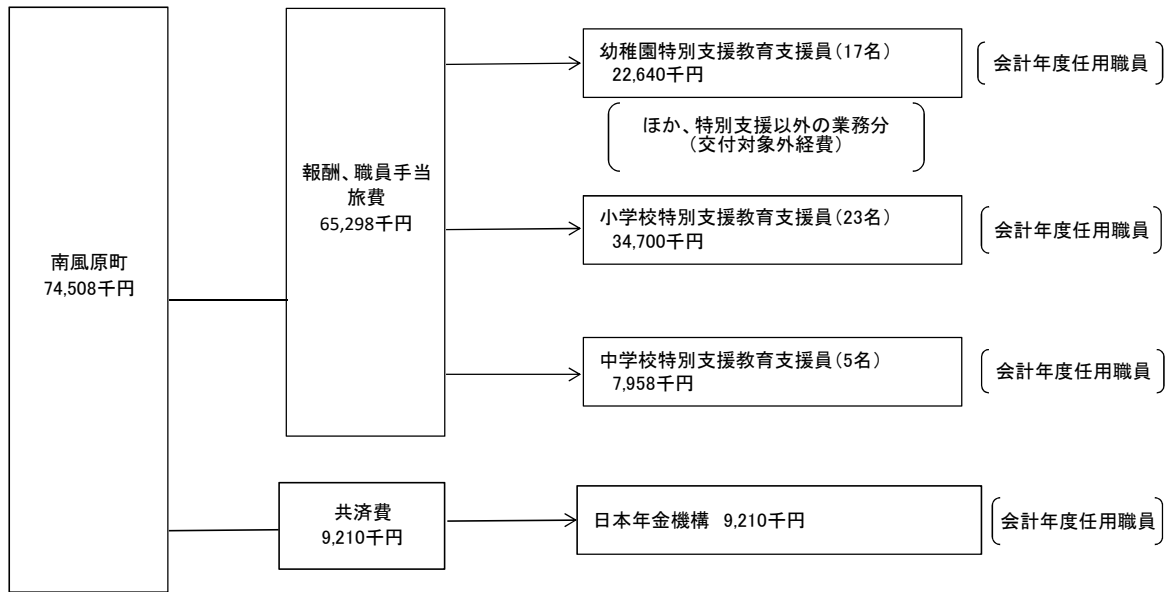 南風原町
74,508千円
報酬、職員手当
旅費
65,298千円
幼稚園特別支援教育支援員(17名)
22,640千円
会計年度任用職員
ほか、特別支援以外の業務分
(交付対象外経費)
小学校特別支援教育支援員(23名)
34,700千円
会計年度任用職員
中学校特別支援教育支援員(5名)
7,958千円
会計年度任用職員
共済費
9,210千円
日本年金機構 9,210千円
会計年度任用職員